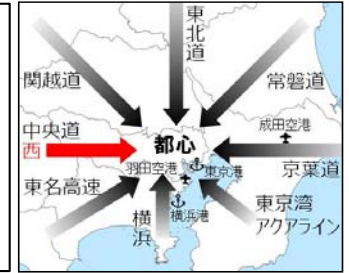 東北道
関越道
常磐道
中央道
西
都心
成田空港
羽田空港
東京港
京葉道
東名高速
横浜
横浜港
東京湾
アクアライン